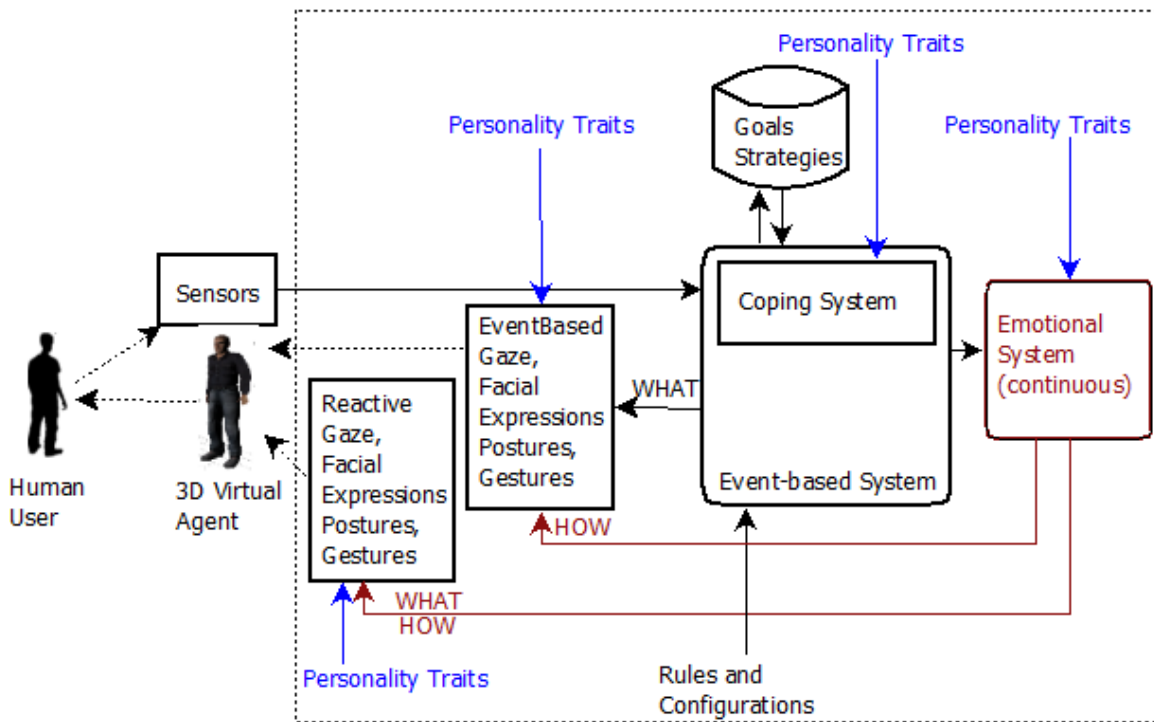 Personality Traits
Personality Traits
Personality Traits
Goals
Strategies
Sensors
Coping System
EventBased
Gaze,
Facial
Expressions
Postures,
Gestures
Emotional
System
(continuous)
WHAT
Reactive
Gaze,
Facial
Expressions
Postures,
Gestures
Event-based System
Human
User
3D Virtual
Agent
HOW
WHAT
HOW
Personality Traits
Rules and
Configurations